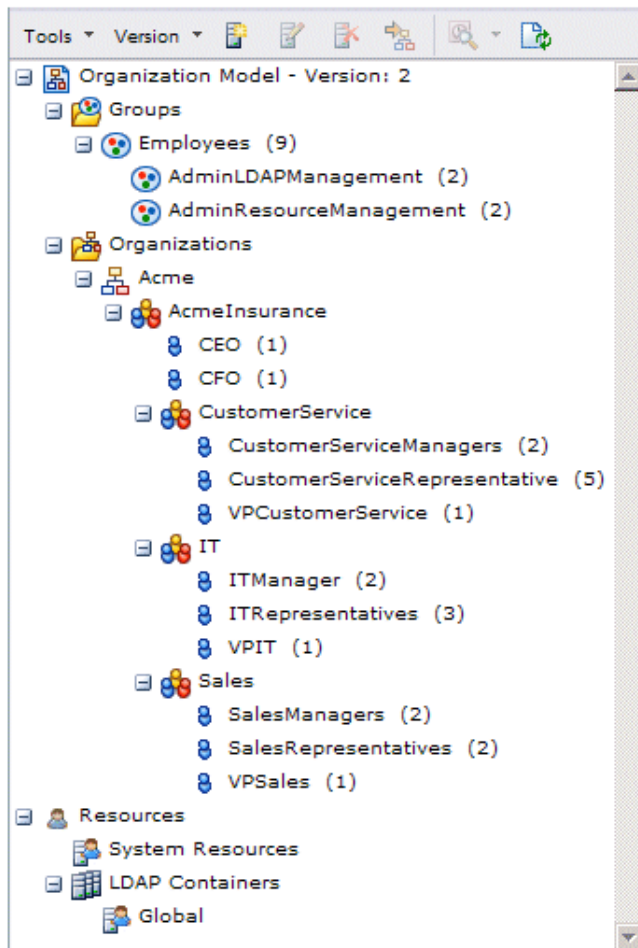 Tools Version
Organization Model - Version: 2
Groups
Employees (9)
AdminLDAPManagement (2)
AdminResourceManagement (2)
Organizations
Acme
AcmeInsurance
CEO (1)
CFO (1)
CustomerService
CustomerServiceManagers (2)
CustomerServiceRepresentative (5)
VPCustomerService (1)
IT
ITManager (2)
ITRepresentatives (3)
VPIT (1)
Sales
SalesManagers (2)
SalesRepresentatives (2)
VPSales (1)
Resources
System Resources
LDAP Containers
Global